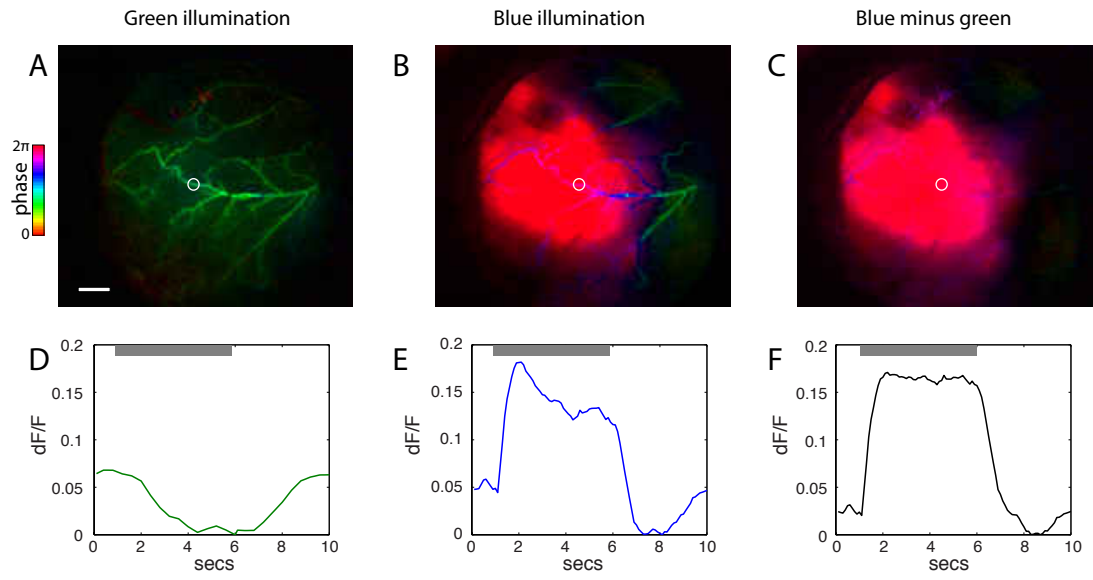 Green illumination
Blue illumination
Blue minus green
A
B
C
2π
phase
0
D
E
F
0.2
0.15
0.1
0.05
0
dF/F
0 2 4 6 8 10
secs
0.2
0.15
0.1
0.05
0
dF/F
0 2 4 6 8 10
secs
0.2
0.15
0.1
0.05
0
dF/F
0 2 4 6 8 10
secs